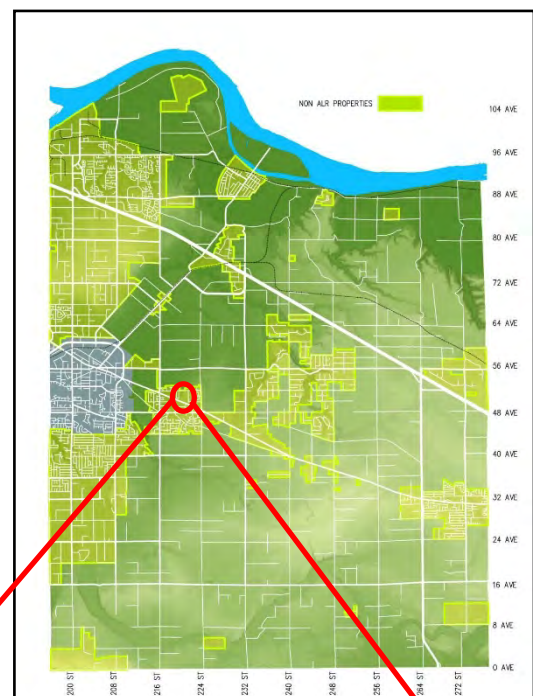 NON ALR PROPERTIES
104 AVE
96 AVE
88 AVE
80 AVE
72 AVE
64 AVE
56 AVE
48 AVE
40 AVE
32 AVE
24 AVE
16 AVE
8 AVE
0 AVE
200 ST
208 ST
216 ST
224 ST
232 ST
240 ST
248 ST
256 ST
264 ST
272 ST